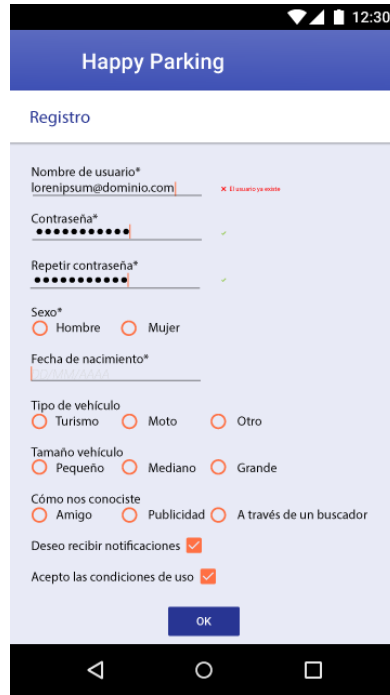 12:30
Happy Parking
Registro
Nombre de usuario*
lorenipsum@dominio.com
El usuario ya existe
Contraseña*
Repetir contraseña*
Sexo*
Hombre Mujer
Fecha de nacimiento*
DD/MM/AAAA
Tipo de vehículo
Turismo Moto Otro
Tamaño vehículo
Pequeño Mediano Grande
Cómo nos conociste
Amigo Publicidad A través de un buscador
Deseo recibir notificaciones
Acepto las condiciones de uso
OK